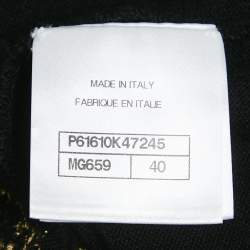 MADE IN ITALY
FABRIQUE EN ITALIE
P61610K47245
MG659 40